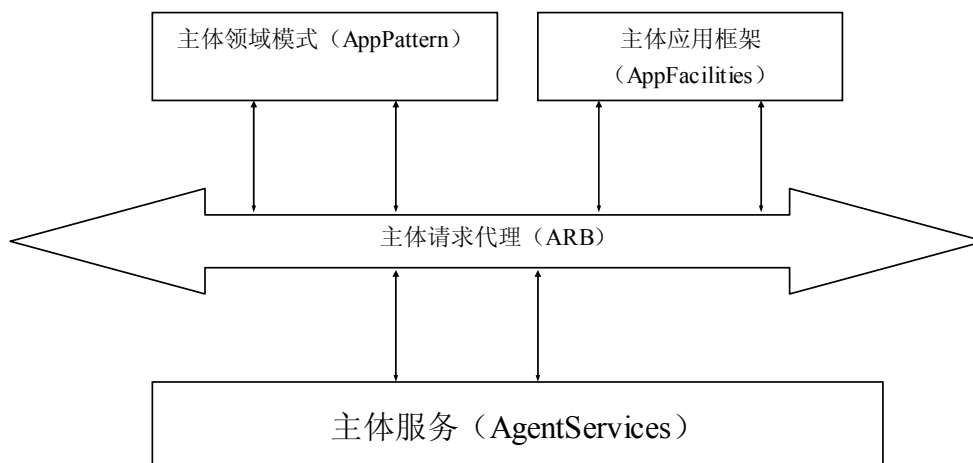 主体领域模式（AppPattern）
主体应用框架
（AppFacilities）
主体请求代理（ARB）
主体服务（AgentServices）